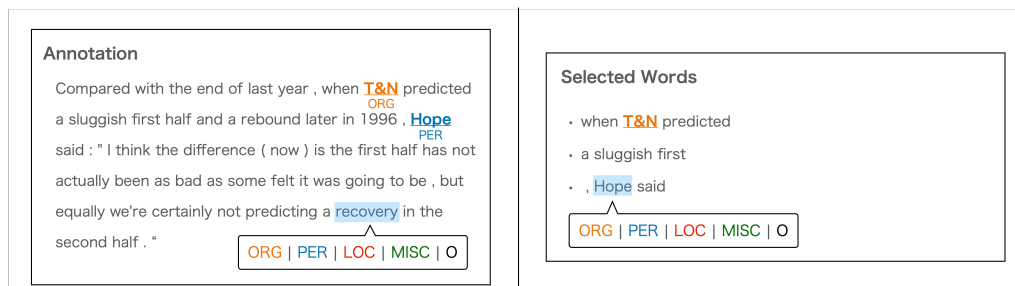 Annotation
Compared with the end of last year , when T&N predicted
ORG
a sluggish first half and a rebound later in 1996 , Hope
PER
said : " I think the difference ( now ) is the first half has not
actually been as bad as some felt it was going to be , but
equally we're certainly not predicting a recovery in the
second half . “
ORG | PER | LOC | MISC | O
Selected Words
・ when T&N predicted
・ a sluggish first
・ , Hope said
ORG | PER | LOC | MISC | O